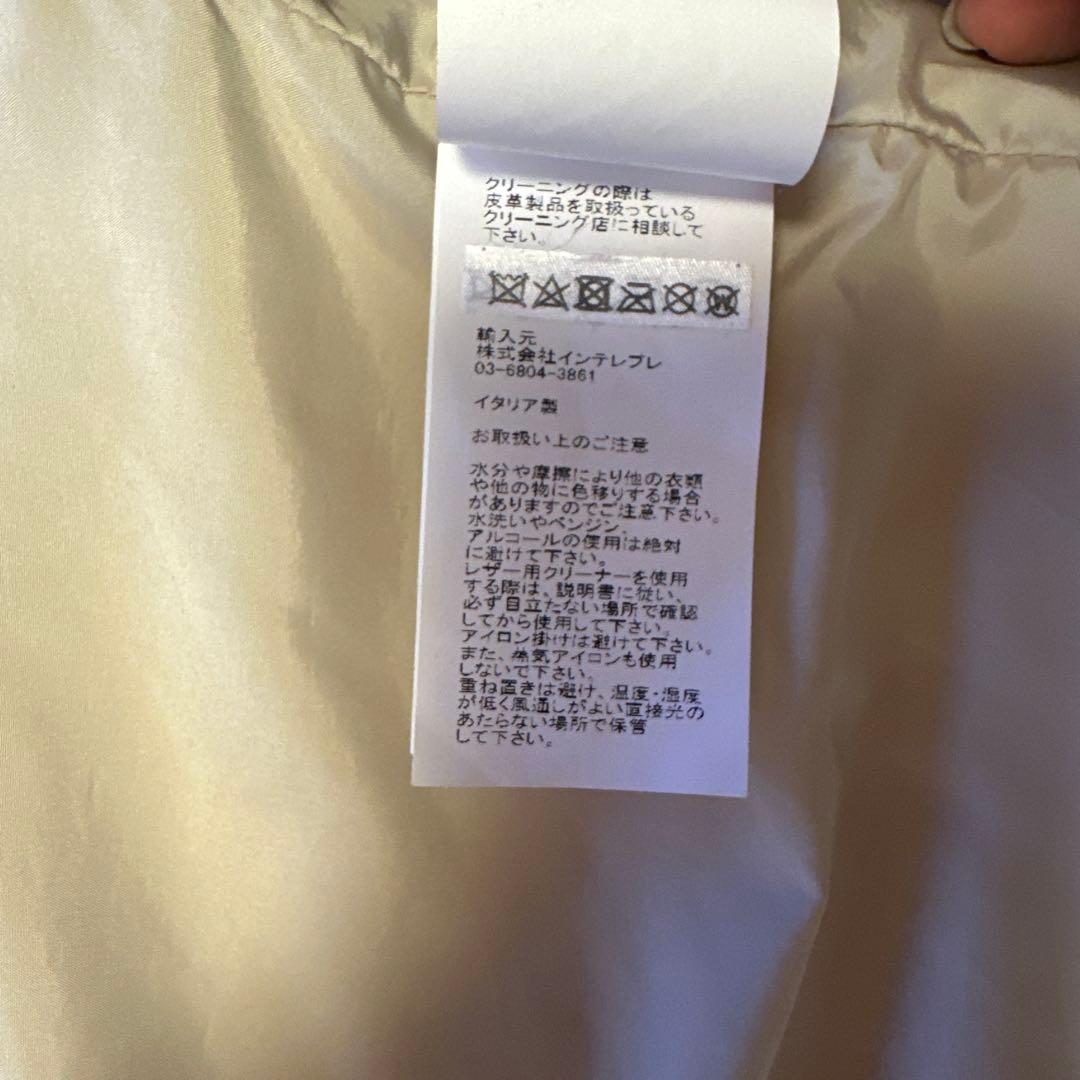 クリーニングの際は
皮革製品を取扱っている
クリーニング店に相談して
下さい。
輸入元
株式会社インテレプレ
03-6804-3861
イタリア製
お取扱い上のご注意
水分や摩擦により他の衣類
や他の物に色移りする場合
がありますのでご注意下さい。
水洗いやベンジン、
アルコールの使用は絶対
に避けて下さい。
レザー用クリーナーを使用
する際は、説明書に従い、
必ず目立たない場所で確認
してから使用して下さい。
アイロン掛けは避けて下さい。
また、蒸気アイロンも使用
しないで下さい。
重ね置きは避け、温度・湿度
が低く風通しがよい直接光の
あたらない場所で保管
して下さい。